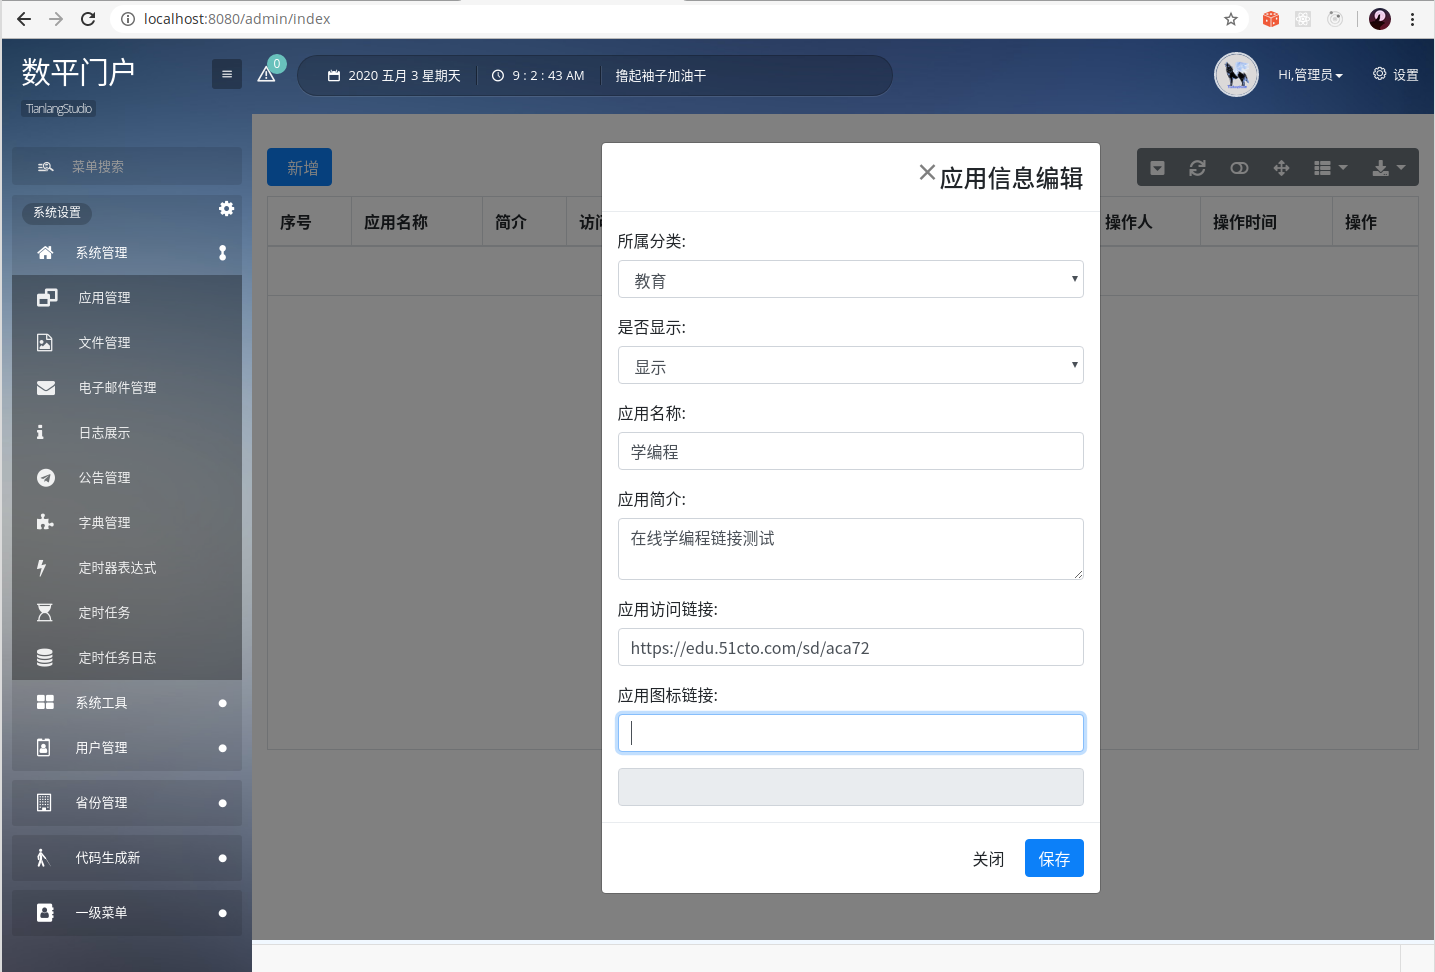 localhost:8080/admin/index
数平门户
TianlangStudio
0
2020 五月 3 星期天
9 : 2 : 43 AM
撸起袖子加油干
Hi,管理员
设置
菜单搜索
系统设置
系统管理
应用管理
文件管理
电子邮件管理
日志展示
公告管理
字典管理
定时器表达式
定时任务
定时任务日志
系统工具
用户管理
省份管理
代码生成新
一级菜单
新增
序号
应用名称
简介
操作人
操作时间
操作
×应用信息编辑
所属分类:
教育
是否显示:
显示
应用名称:
学编程
应用简介:
在线学编程链接测试
应用访问链接:
https://edu.51cto.com/sd/aca72
应用图标链接:
关闭
保存